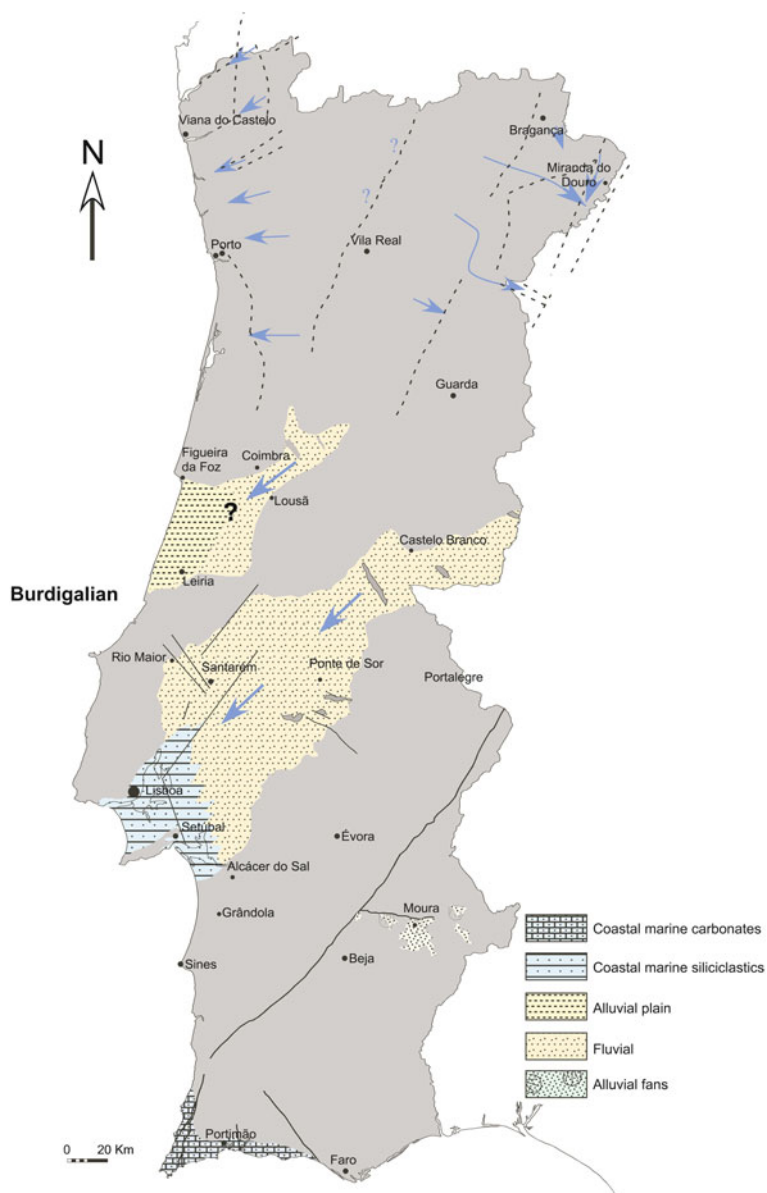 Viana do Castelo
Bragança
N
?
Miranda do
Douro
?
Porto
Vila Real
Guarda
Figueira
da Foz
Coimbra
?
Lousã
Castelo Branco
Leiria
Burdigalian
Rio Maior
Santarém
Ponte de Sor
Portalegre
Lisboa
Setúbal
Évora
Alcácer do Sal
Grândola
Moura
Coastal marine carbonates
Sines
Beja
Coastal marine siliciclastics
Alluvial plain
Fluvial
Alluvial fans
Portimão
0 20 Km
Faro